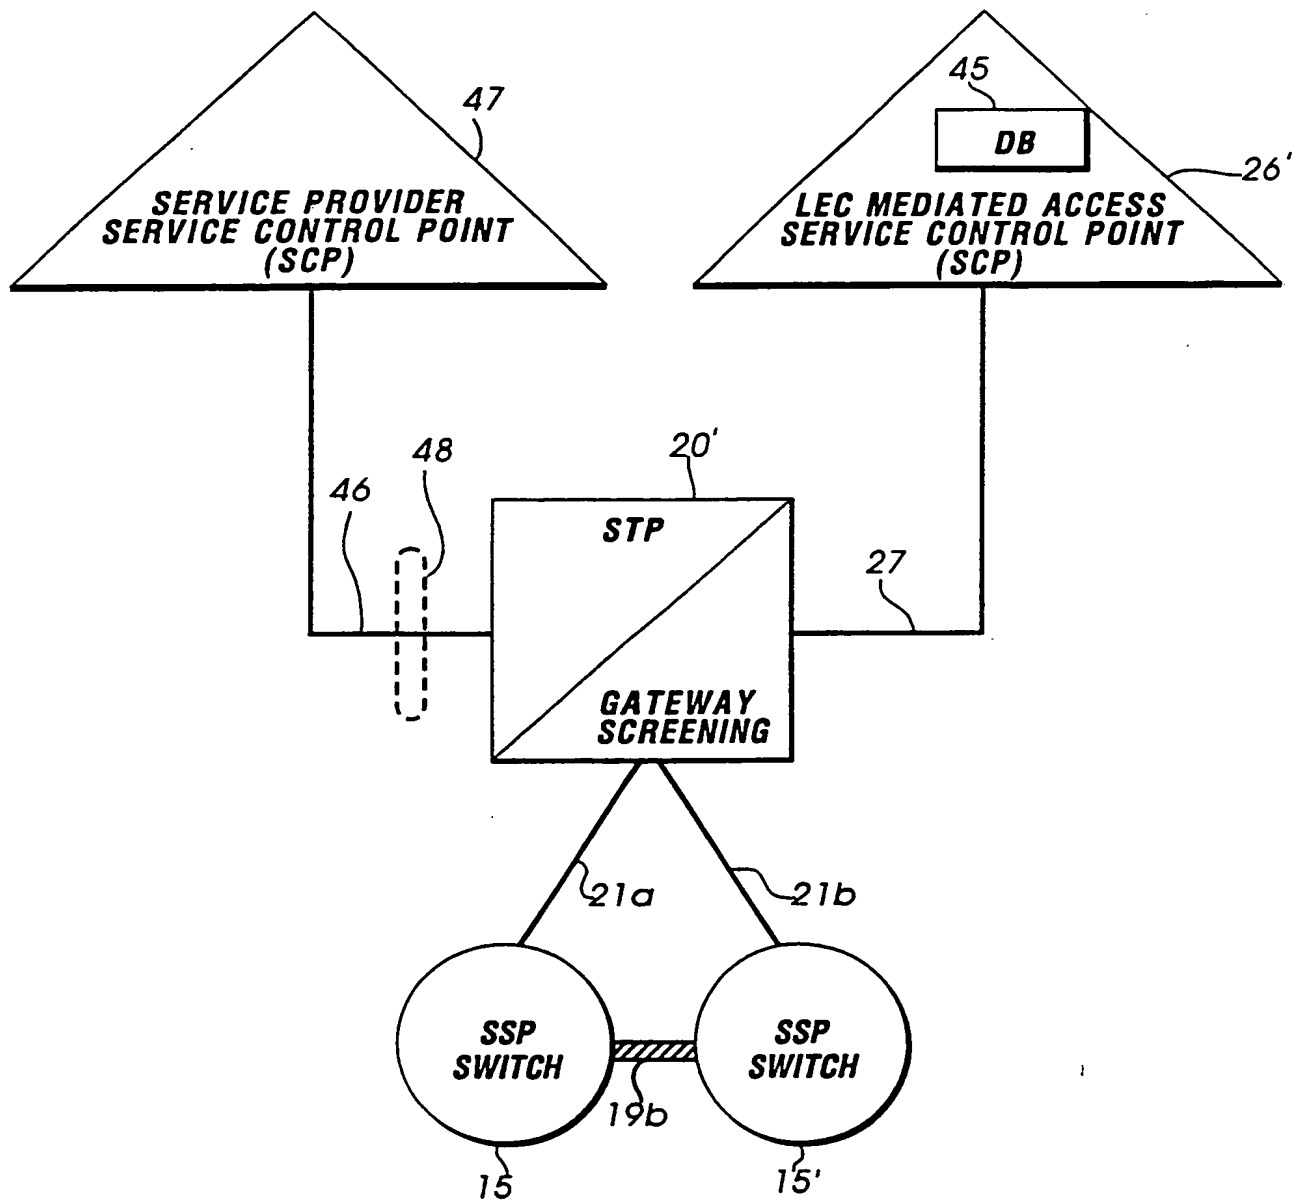 47
SERVICE PROVIDER
SERVICE CONTROL POINT
(SCP)
45
DB
26'
LEC MEDIATED ACCESS
SERVICE CONTROL POINT
(SCP)
46
48
20'
STP
GATEWAY
SCREENING
27
21a
21b
SSP
SWITCH
SSP
SWITCH
19b
15
15'